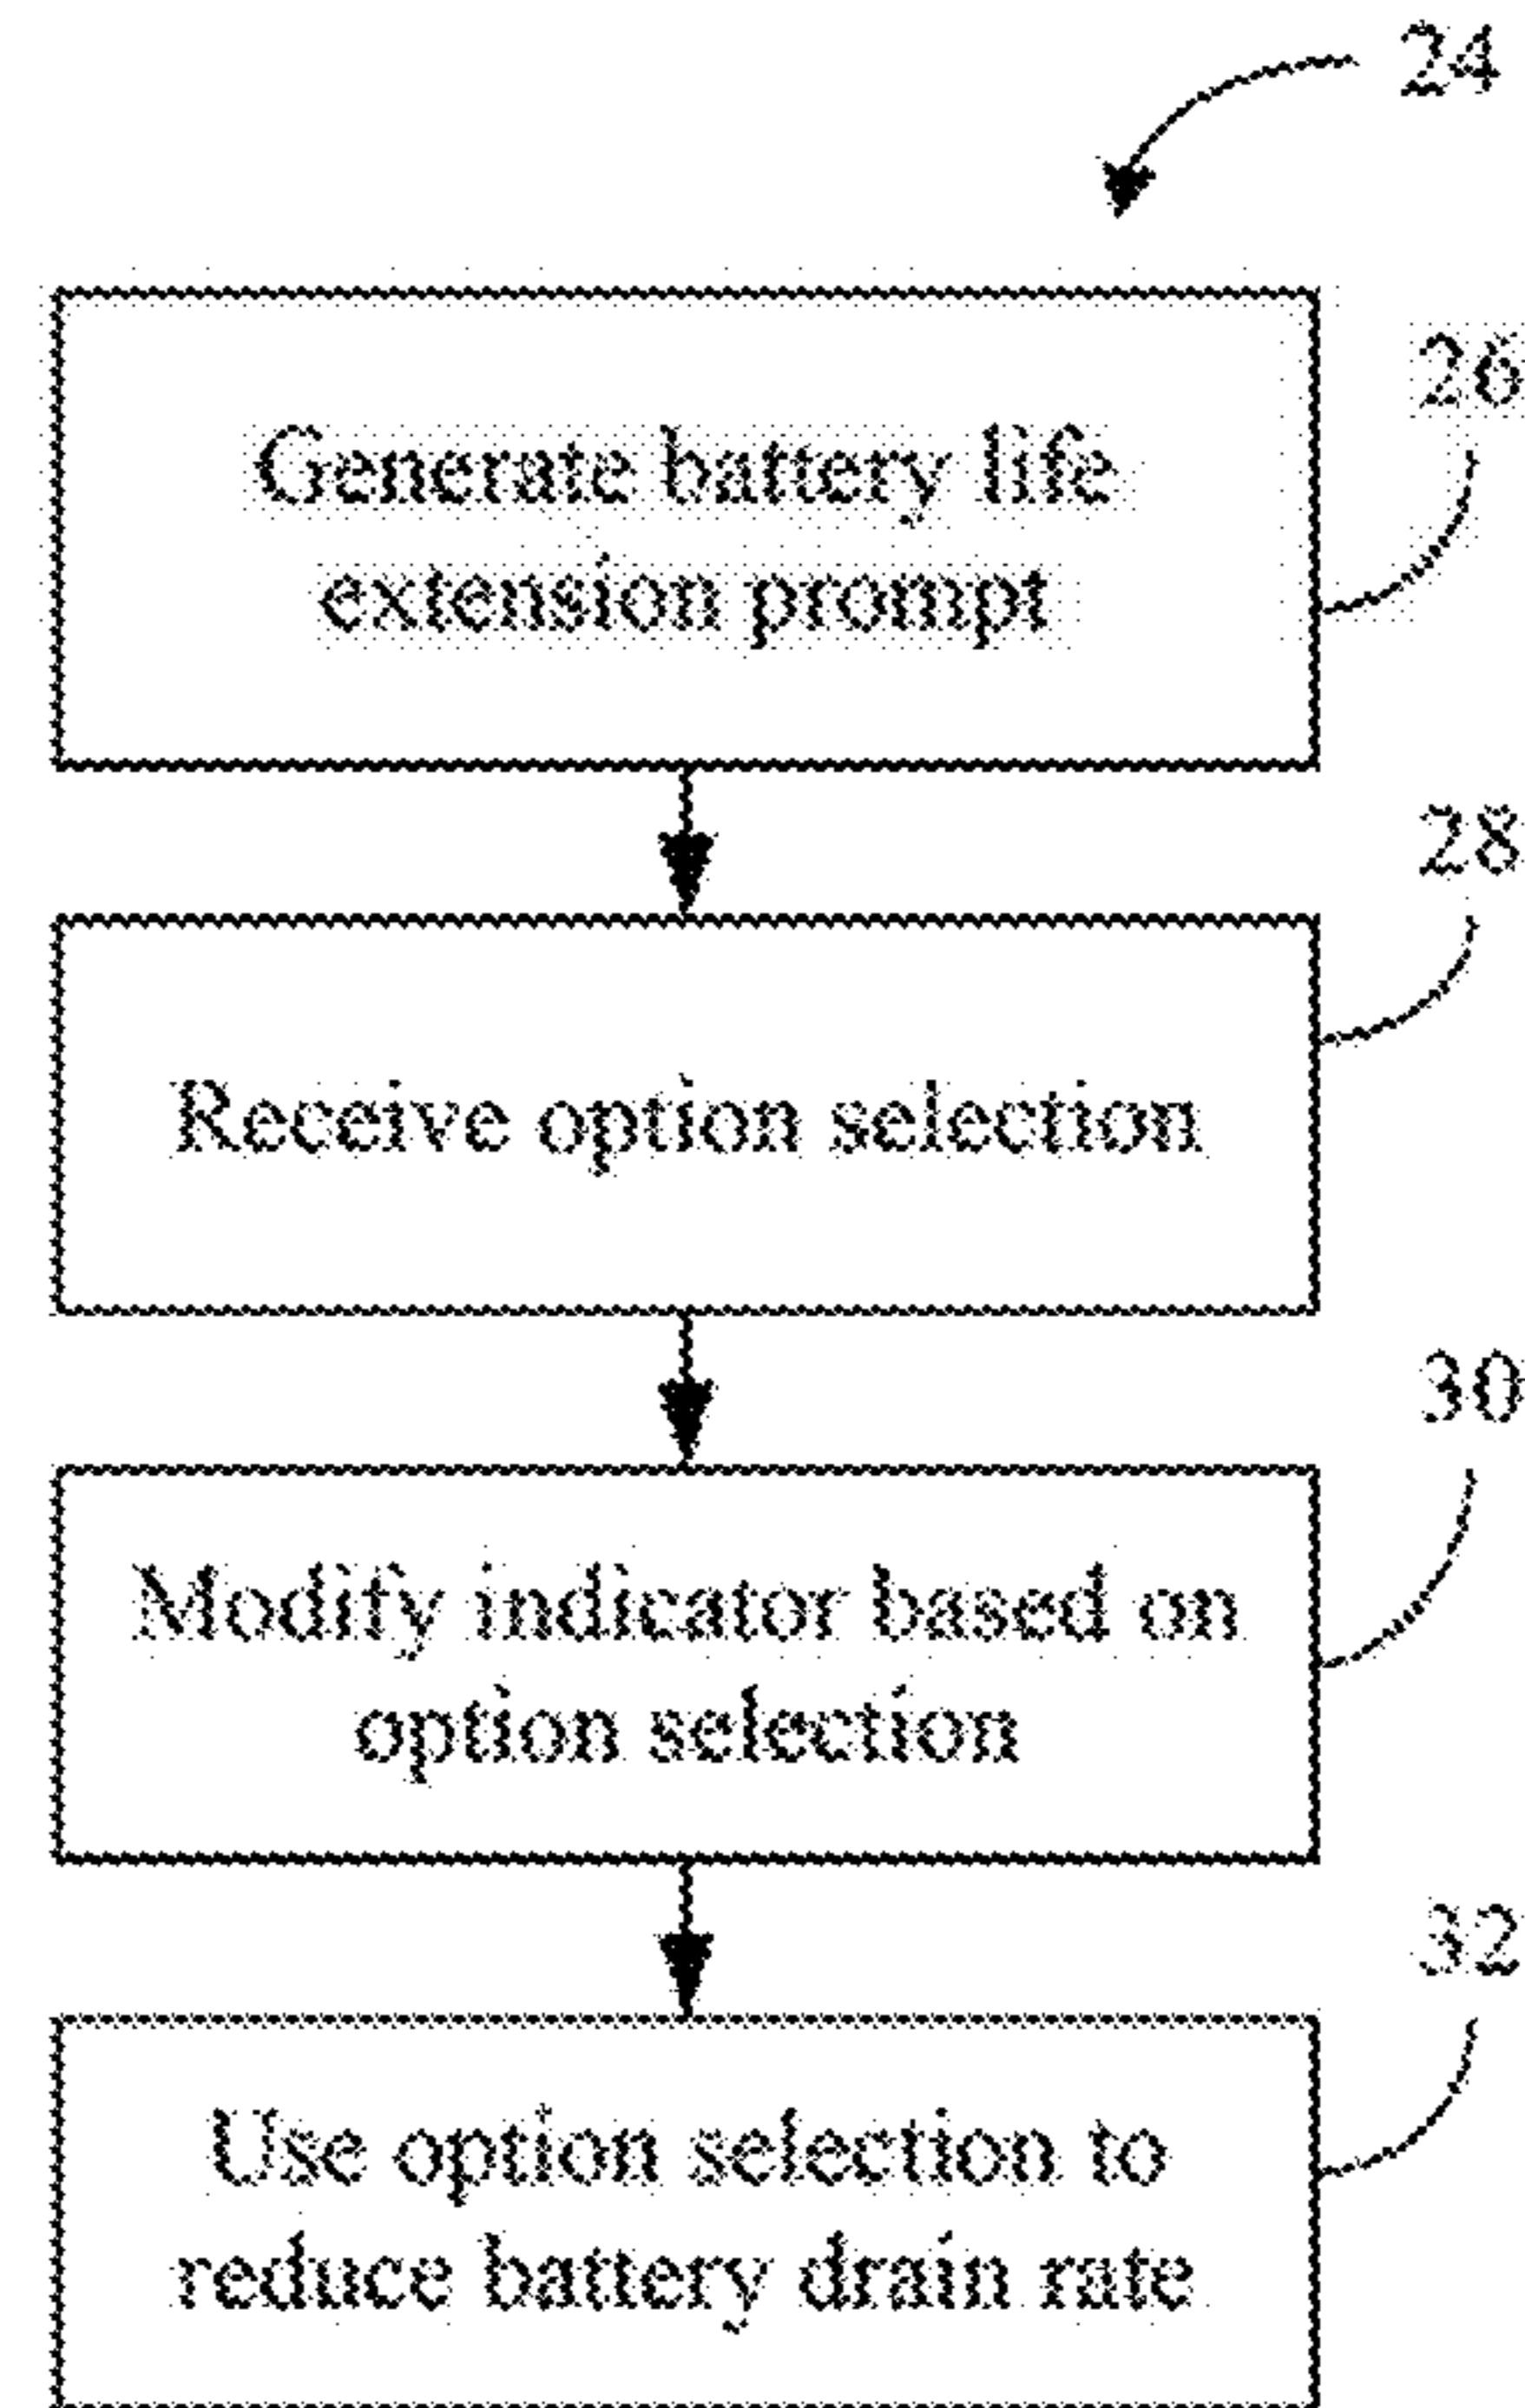 24
26
Generate battery life
extension prompt
28
Receive option selection
30
Modify indicator based on
option selection
32
Use option selection to
reduce battery drain rate